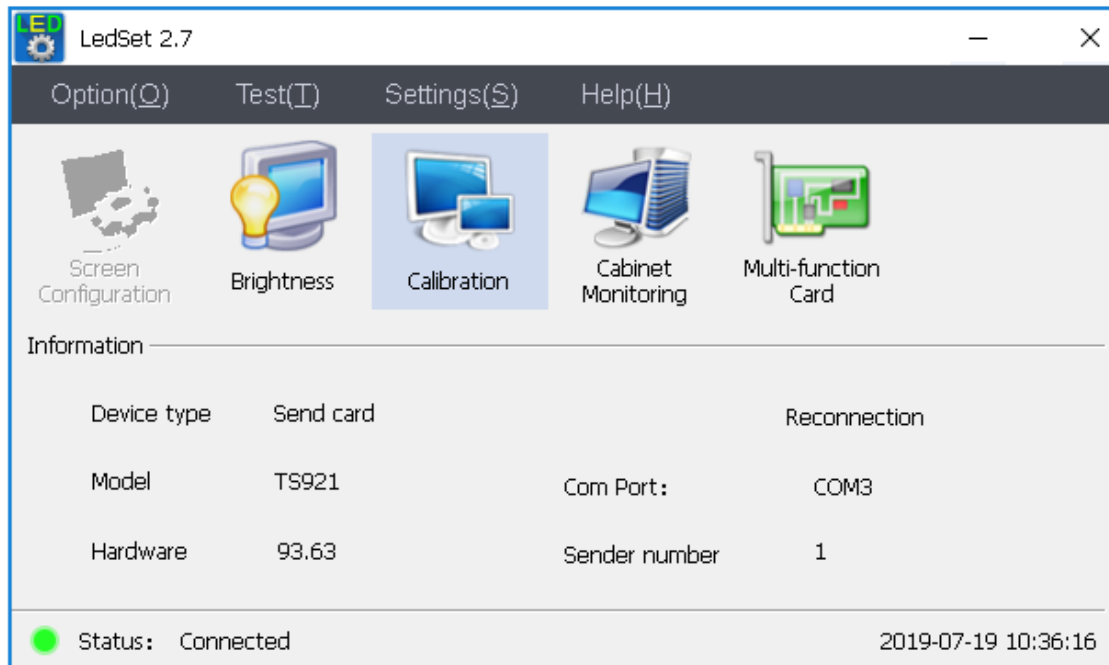 LED
LedSet 2.7
Option(O) Test(T) Settings(S) Help(H)
Screen
Configuration
Brightness
Calibration
Cabinet
Monitoring
Multi-function
Card
Information
Device type Send card Reconnection
Model TS921 Com Port: COM3
Hardware 93.63 Sender number 1
Status: Connected 2019-07-19 10:36:16